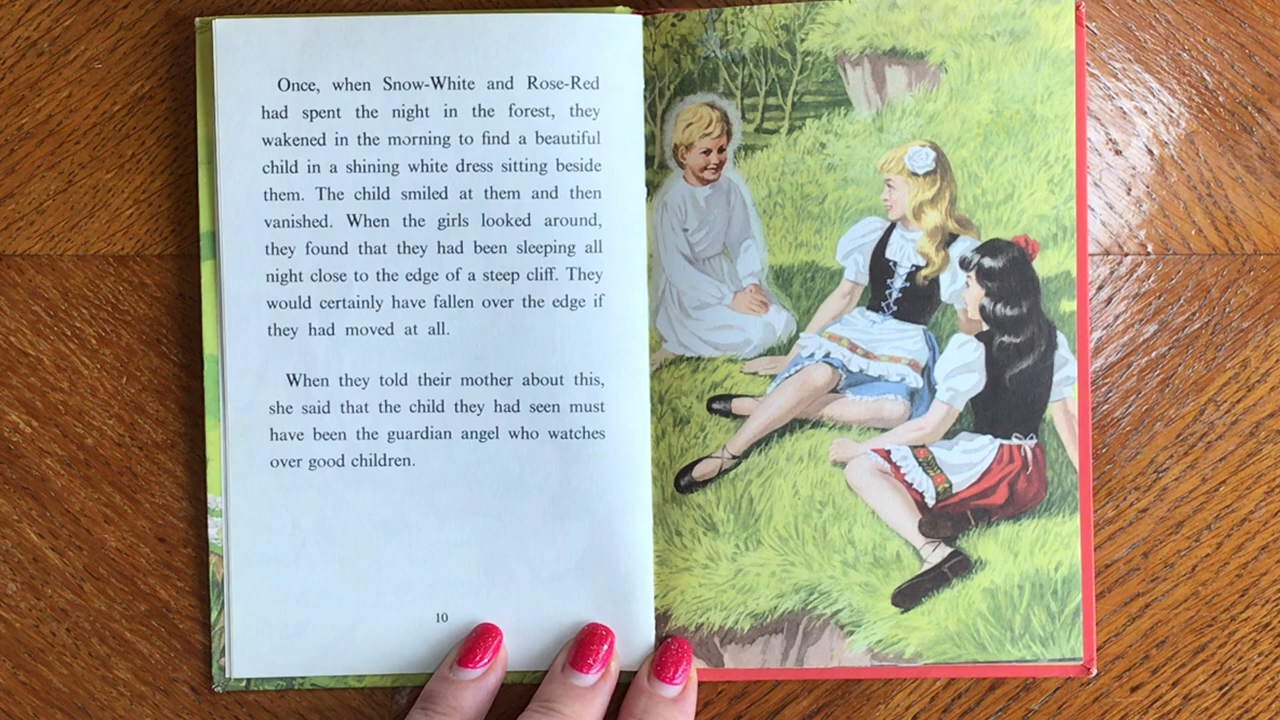 Once, when Snow-White and Rose-Red
had spent the night in the forest, they
wakened in the morning to find a beautiful
child in a shining white dress sitting beside
them. The child smiled at them and then
vanished. When the girls looked around,
they found that they had been sleeping all
night close to the edge of a steep cliff. They
would certainly have fallen over the edge if
they had moved at all.
When they told their mother about this,
she said that the child they had seen must
have been the guardian angel who watches
over good children.
10